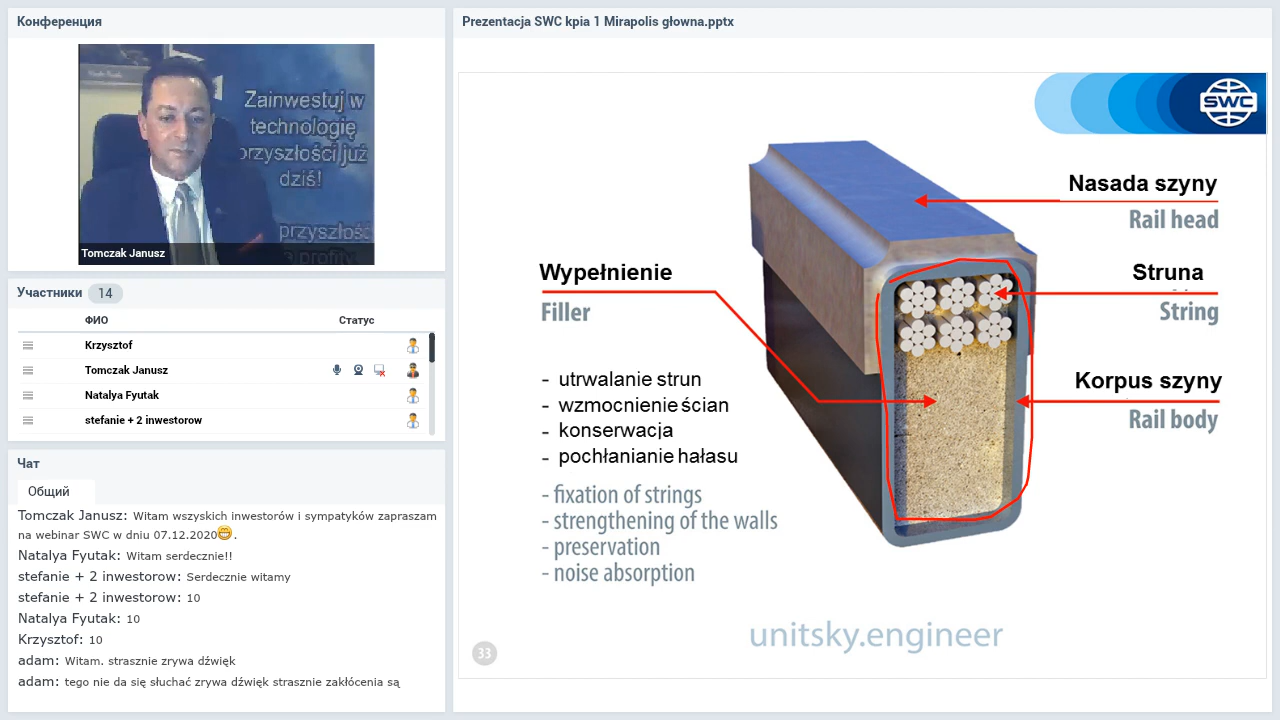 Конференция
Zainwestuj w
technologię
przyszłości już
dziś!
przyszłość
Tomczak Janusz
Участники 14
ФИО Статус
Krzysztof
Tomczak Janusz
Natalya Fyutak
stefanie + 2 inwestorow
Чат
Общий
Tomczak Janusz: Witam wszyskich inwestorów i sympatyków zapraszam
na webinar SWC w dniu 07.12.2020 .
Natalya Fyutak: Witam serdecznie!!
stefanie + 2 inwestorow: Serdecznie witamy
stefanie + 2 inwestorow: 10
Natalya Fyutak: 10
Krzysztof: 10
adam: Witam. strasznie zrywa dźwięk
adam: tego nie da się słuchać zrywa dźwięk strasznie zakłócenia są
Prezentacja SWC kpia 1 Mirapolis głowna.pptx
SWC
Nasada szyny
Rail head
Wypełnienie
Filler
Struna
String
Korpus szyny
Rail body
- utrwalanie strun
- wzmocnienie ścian
- konserwacja
- pochłanianie hałasu
- fixation of strings
- strengthening of the walls
- preservation
- noise absorption
unitsky.engineer
33